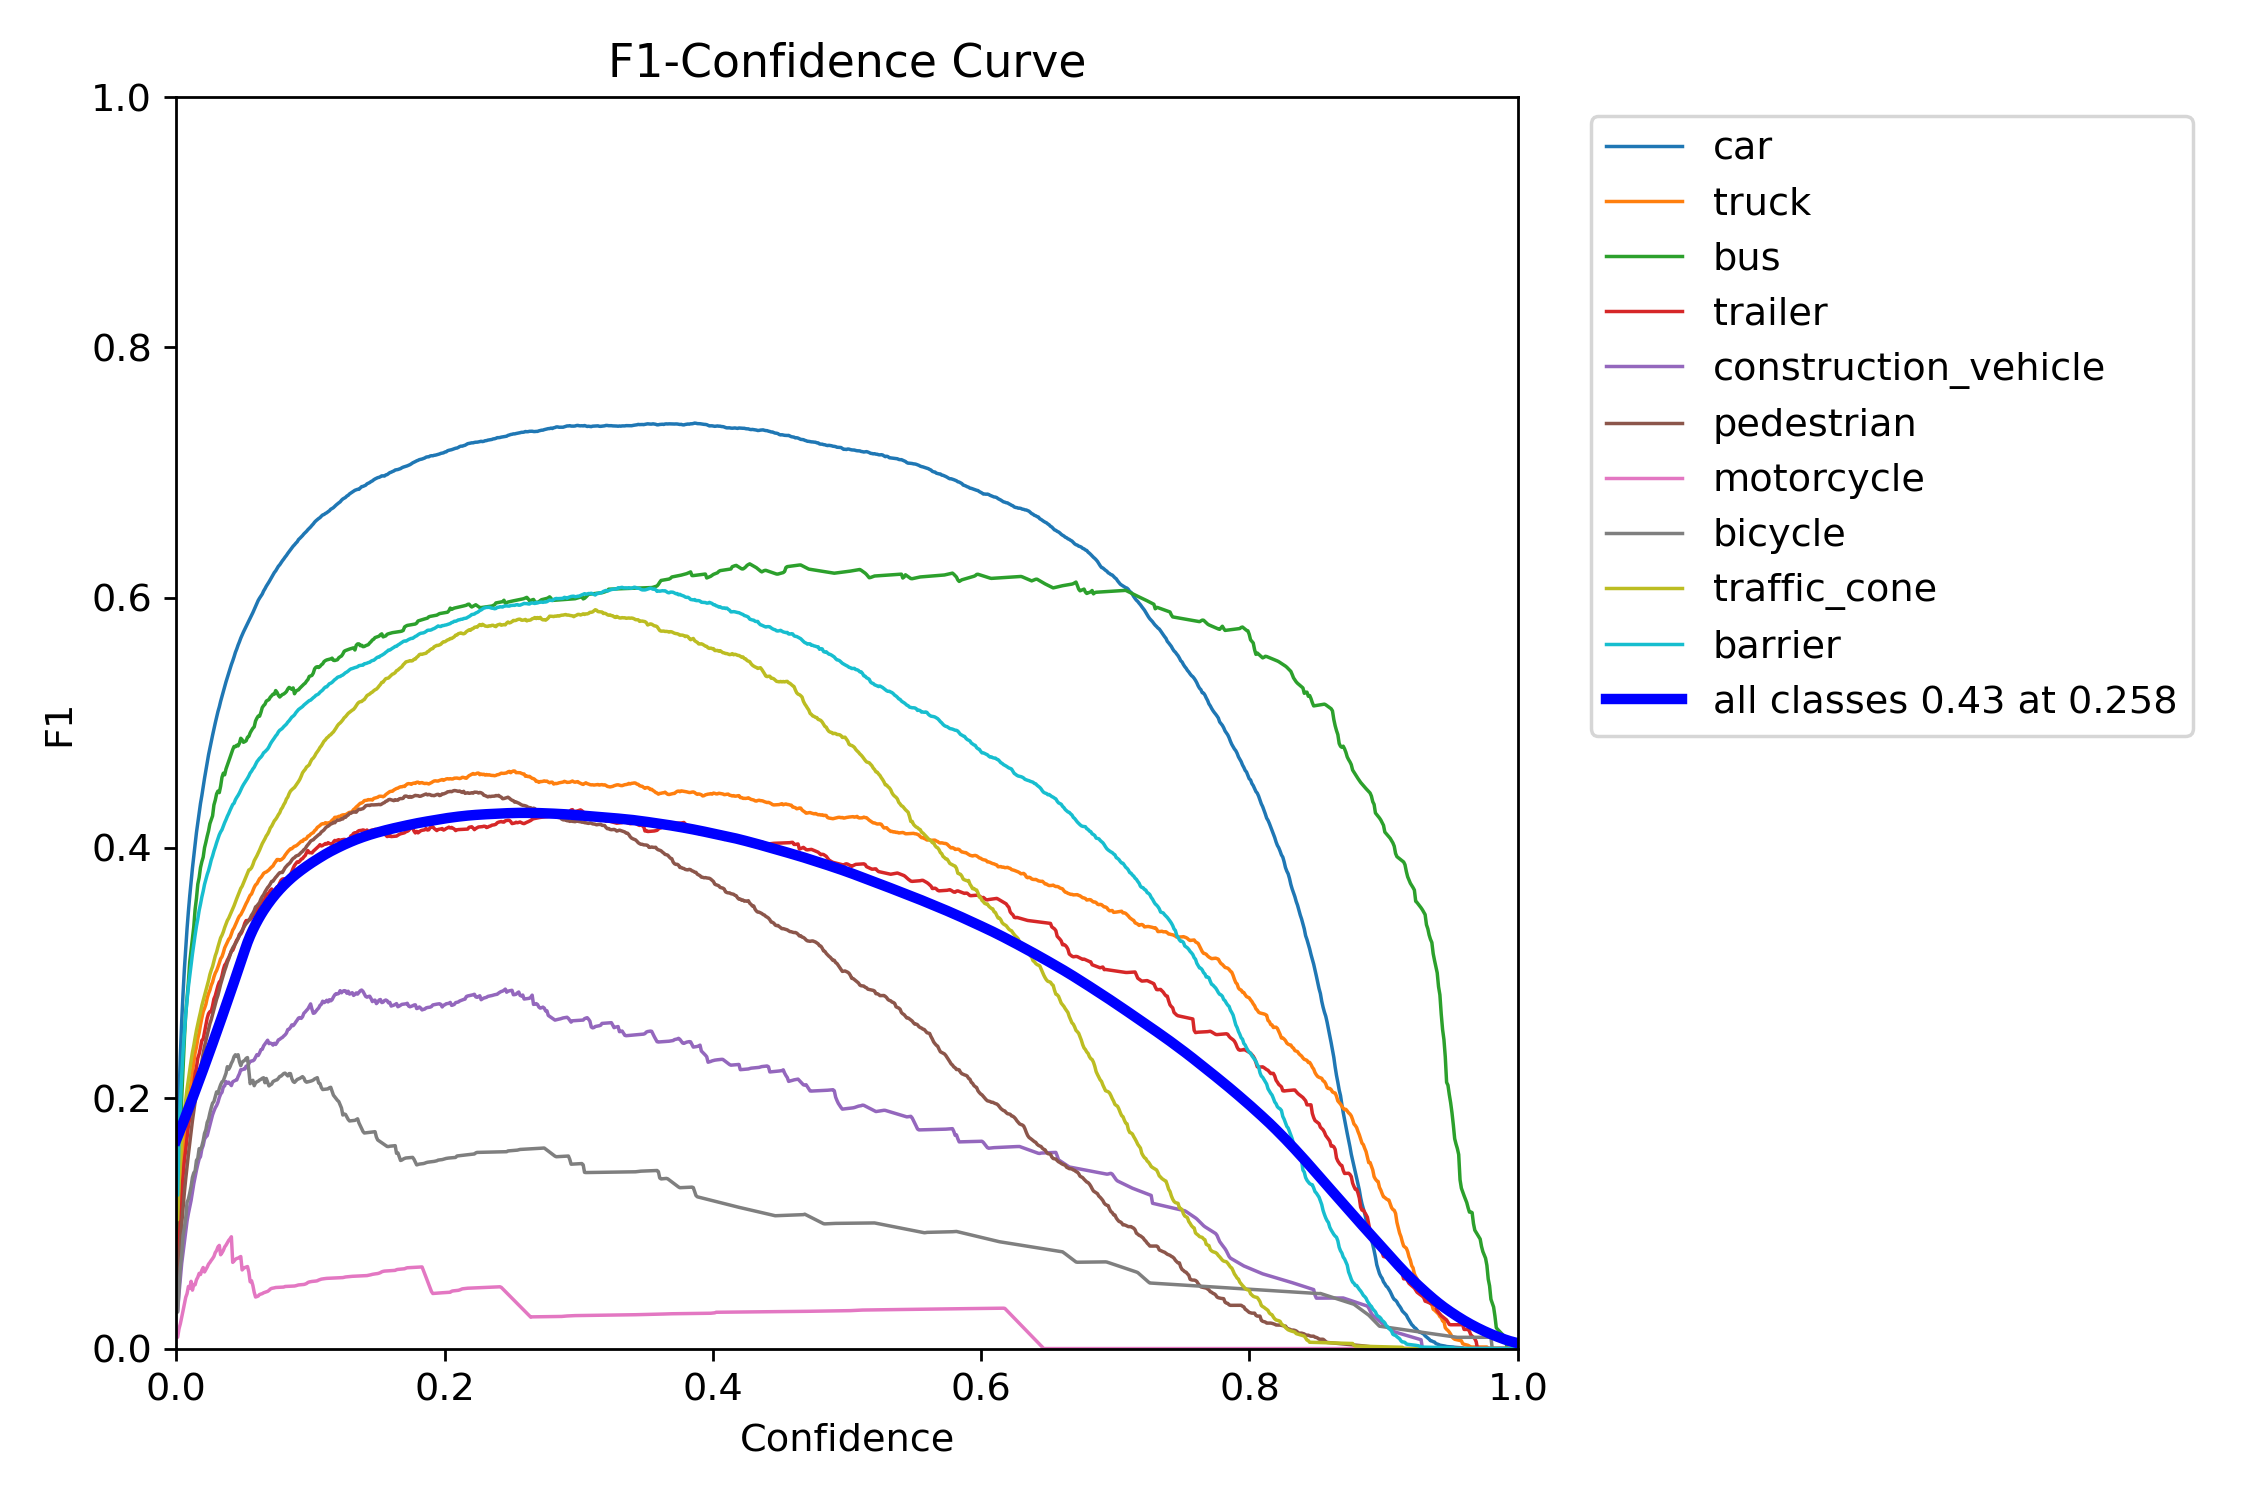 F1-Confidence Curve
1.0
0.8
0.6
0.4
0.2
0.0
F1
0.0 0.2 0.4 0.6 0.8 1.0
Confidence
car
truck
bus
trailer
construction_vehicle
pedestrian
motorcycle
bicycle
traffic_cone
barrier
all classes 0.43 at 0.258